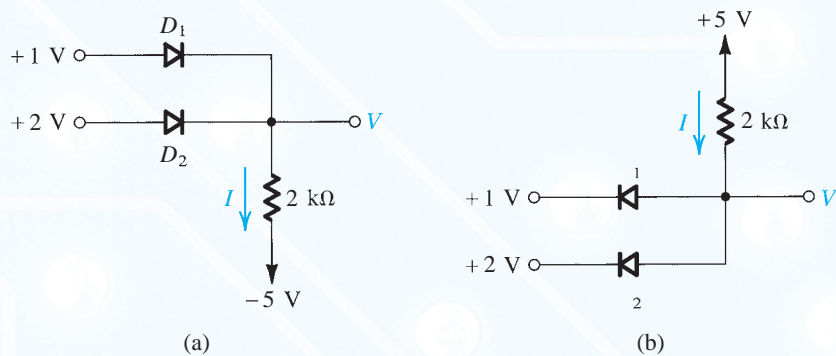 D1
+1 V
+2 V
V
D2
I
2 kΩ
−5 V
(a)
+5 V
I
2 kΩ
1
+1 V
V
+2 V
2
(b)